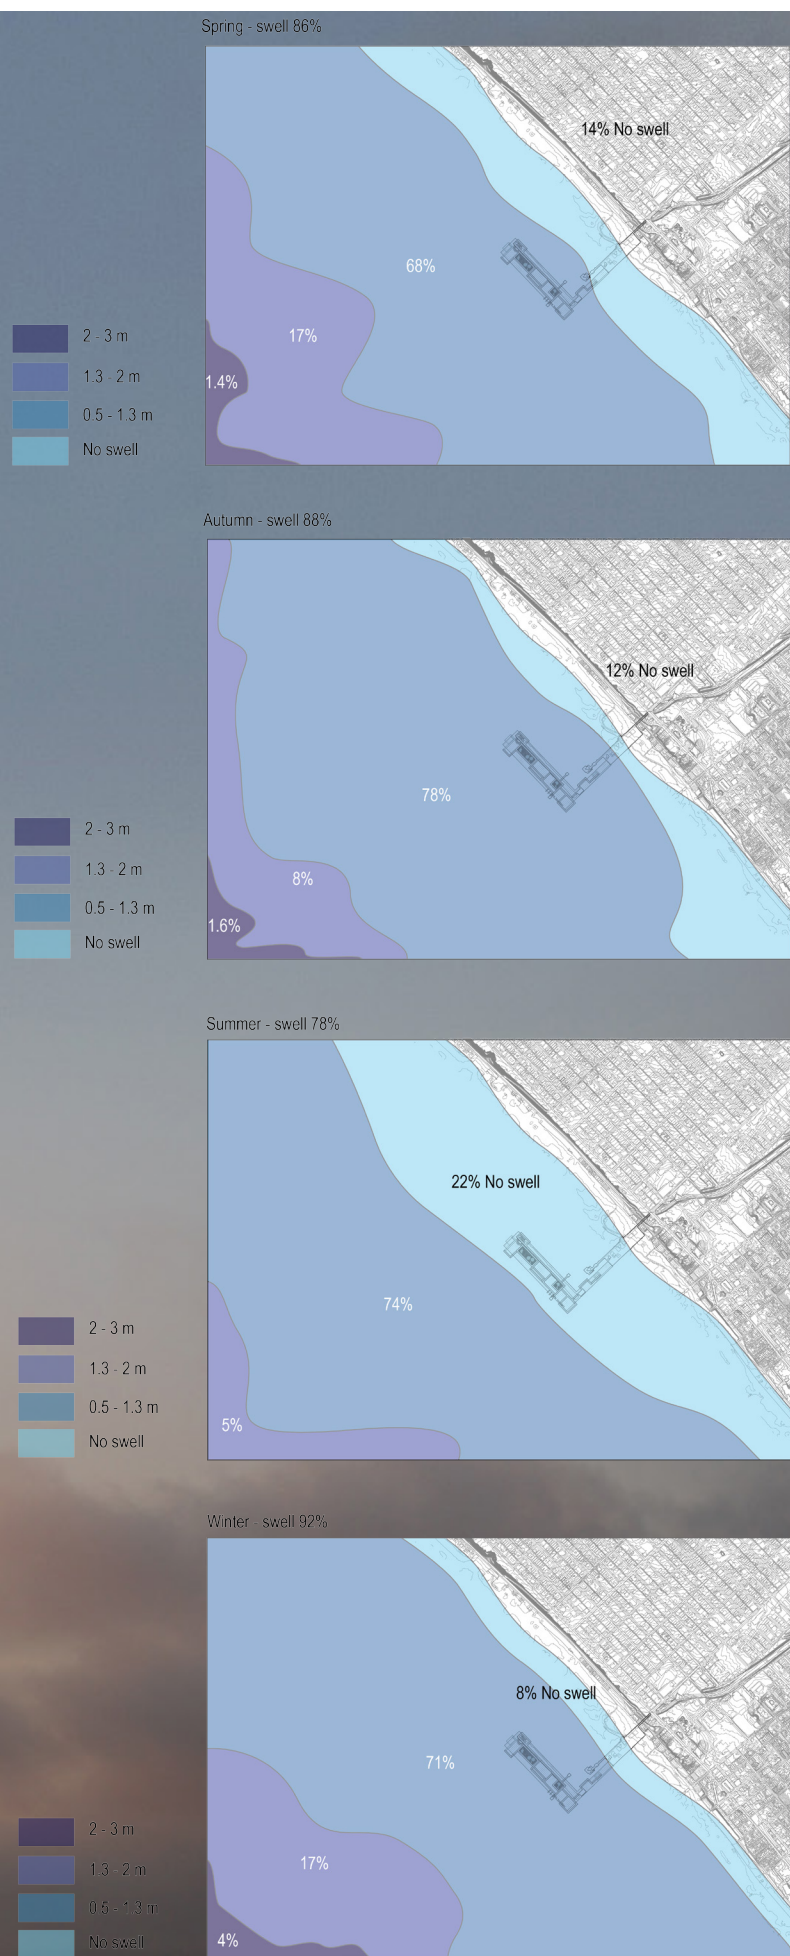 Spring - swell 86%
14% No swell
68%
17%
1.4%
2 - 3 m
1.3 - 2 m
0.5 - 1.3 m
No swell
Autumn - swell 88%
12% No swell
78%
8%
1.6%
2 - 3 m
1.3 - 2 m
0.5 - 1.3 m
No swell
Summer - swell 78%
22% No swell
74%
5%
2 - 3 m
1.3 - 2 m
0.5 - 1.3 m
No swell
Winter - swell 92%
8% No swell
71%
17%
4%
2 - 3 m
1.3 - 2 m
0.5 - 1.3 m
No swell